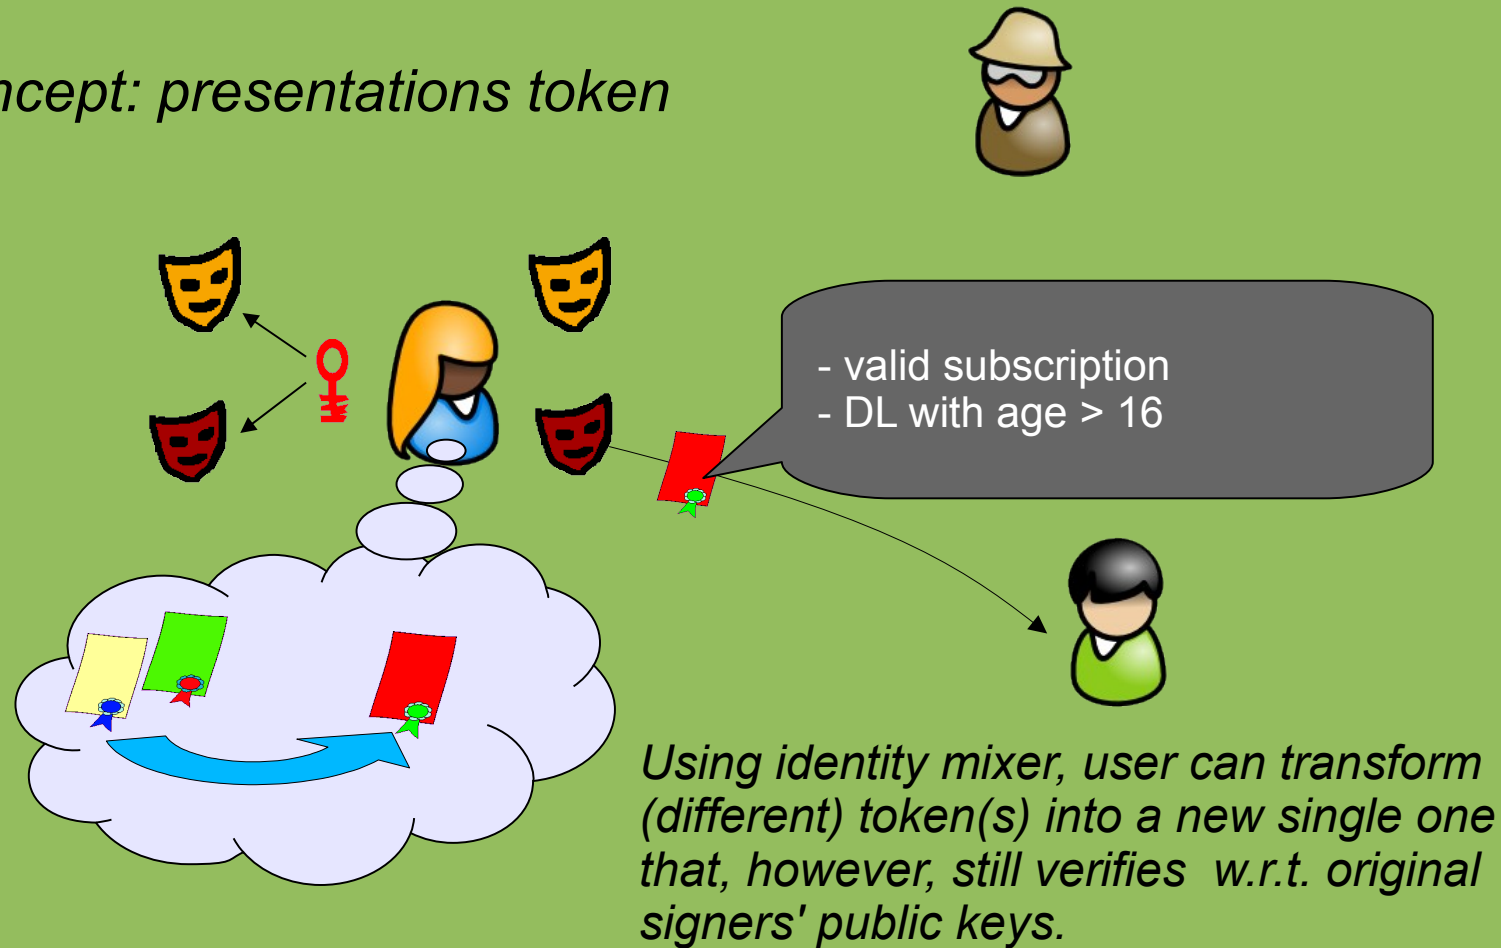 ncept: presentations token
- valid subscription
- DL with age > 16
Using identity mixer, user can transform
(different) token(s) into a new single one
that, however, still verifies  w.r.t. original
signers' public keys.